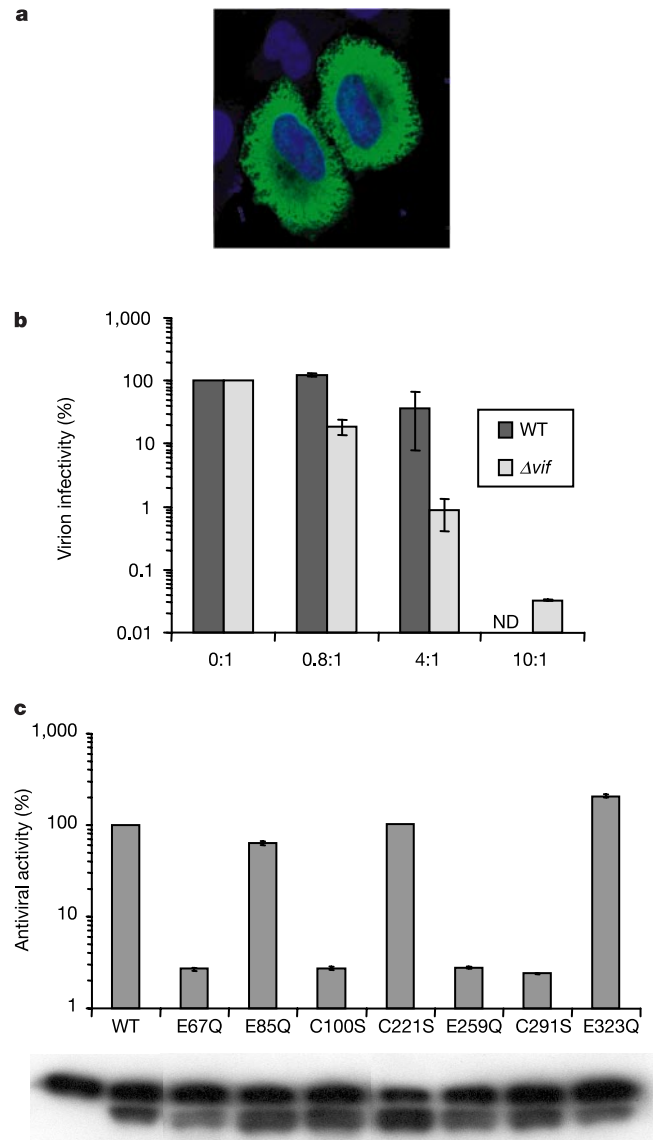 a
b
1,000
100
10
1
0.1
0.01
Virion infectivity (%)
WT
Δvif
ND
0:1 0.8:1 4:1 10:1
c
1,000
100
10
1
Antiviral activity (%)
WT E67Q E85Q C100S C221S E259Q C291S E323Q